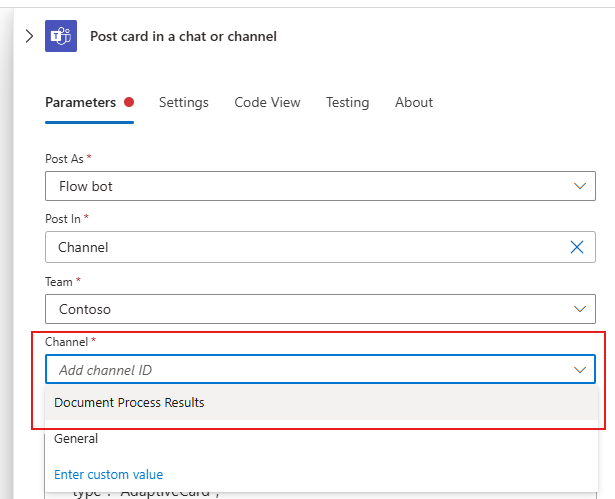 Post card in a chat or channel
Parameters Settings Code View Testing About
Post As *
Flow bot
Post In *
Channel
Team *
Contoso
Channel *
Add channel ID
Document Process Results
General
Enter custom value
"type": "AdaptiveCard",